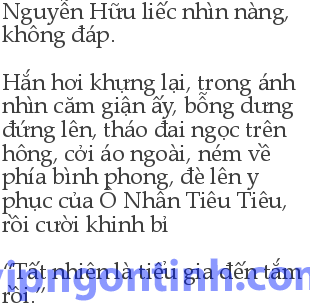 Nguyễn Hữu liếc nhìn nàng,
không đáp.
Hắn hơi khựng lại, trong ánh
nhìn căm giận ấy, bỗng dưng
đứng lên, tháo đai ngọc trên
hông, cởi áo ngoài, ném về
phía bình phong, đè lên y
phục của Ô Nhân Tiêu Tiêu,
rồi cười khinh bỉ
“Tất nhiên là tiểu gia đến tắm
rồi.”
vipngontinh.com